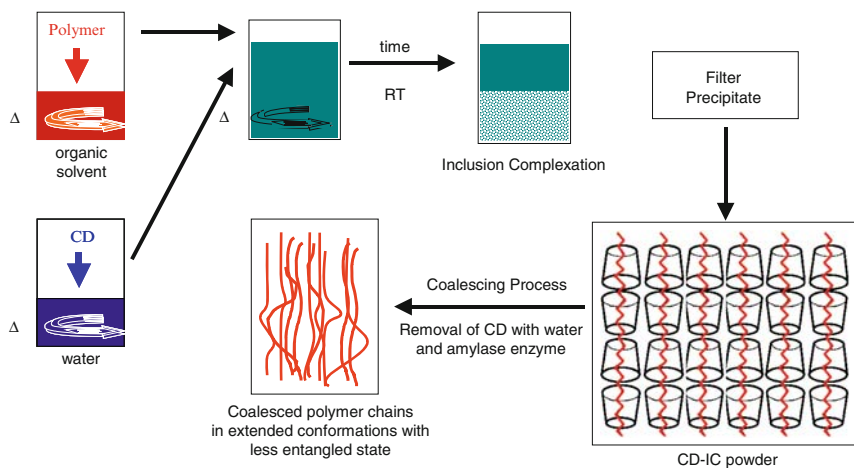 Polymer
Δ
organic
solvent
CD
Δ
water
Δ
time
RT
Inclusion Complexation
Filter
Precipitate
CD-IC powder
Coalescing Process
Removal of CD with water
and amylase enzyme
Coalesced polymer chains
in extended conformations with
less entangled state